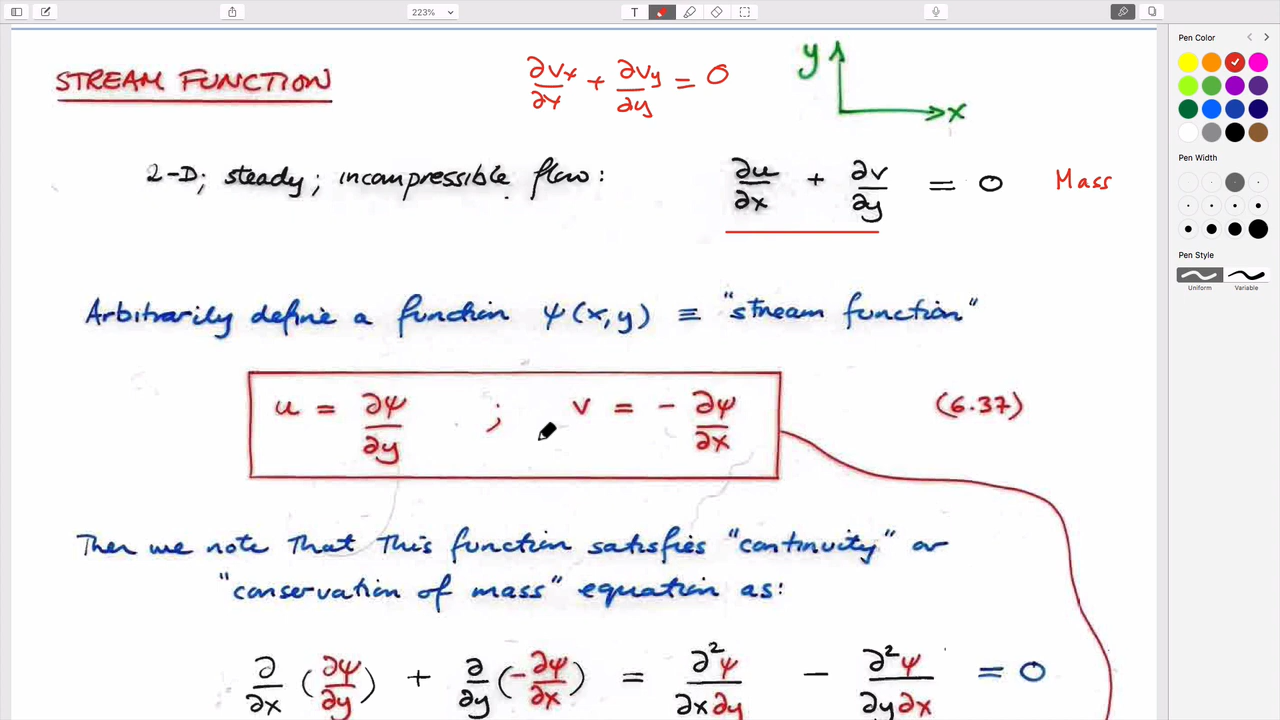 223%
T
Pen Color
STREAM FUNCTION
∂Vx/∂x + ∂Vy/∂y = 0
y
x
2-D; steady; incompressible flow:
∂u/∂x + ∂v/∂y = 0
Mass
Pen Width
Pen Style
Uniform
Variable
Arbitrarily define a function ψ(x,y) ≡ "stream function"
u = ∂ψ/∂y ; v = - ∂ψ/∂x
(6.37)
Then we note that this function satisfies "continuity" or
"conservation of mass" equation as:
∂/∂x (∂ψ/∂y) + ∂/∂y (-∂ψ/∂x) = ∂²ψ/∂x∂y - ∂²ψ/∂y∂x = 0